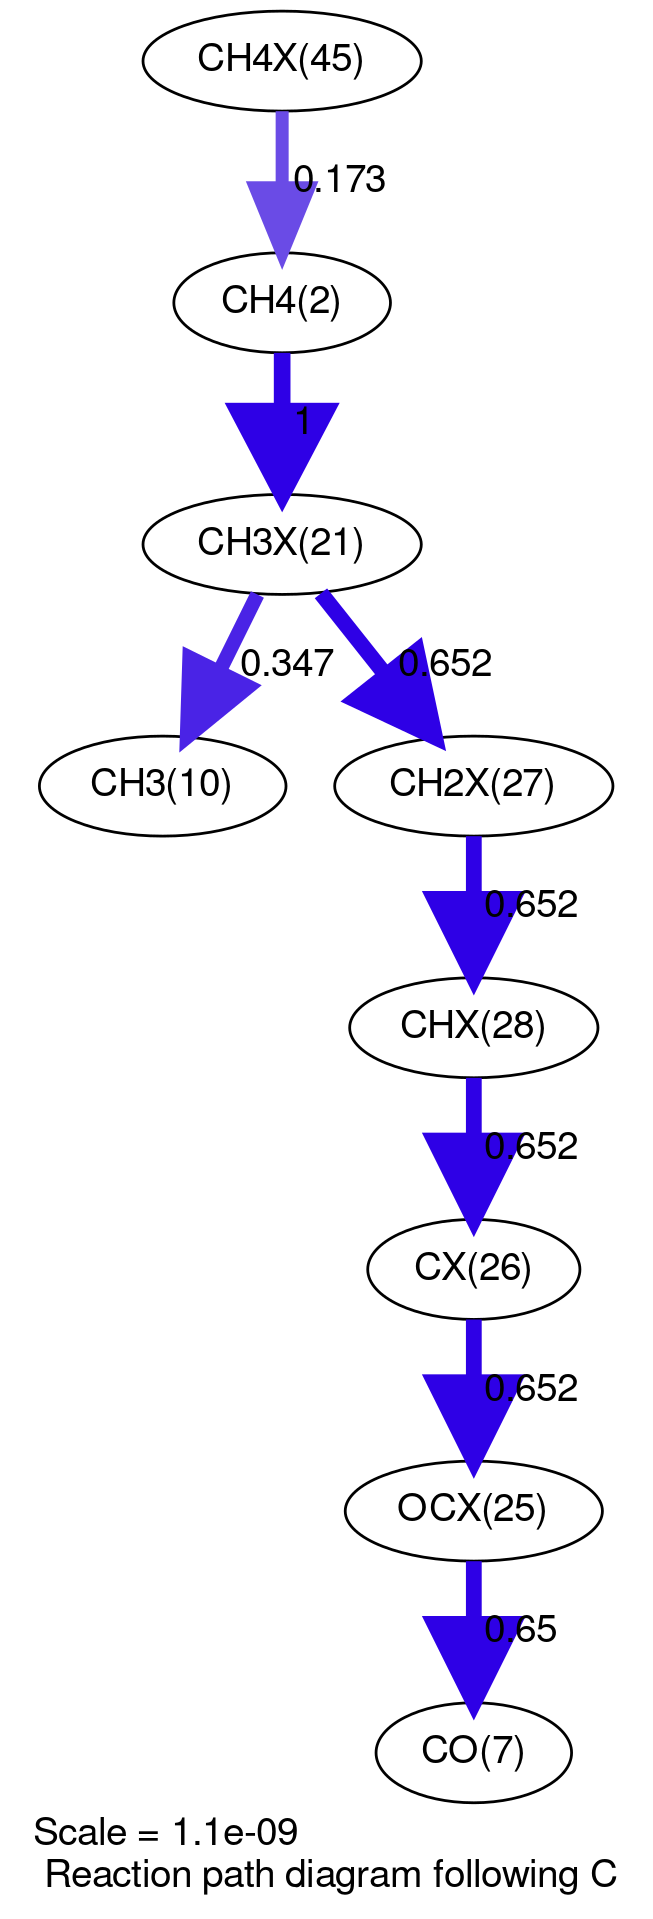 CH4X(45)
0.173
CH4(2)
1
CH3X(21)
0.347
0.652
CH3(10)
CH2X(27)
0.652
CHX(28)
0.652
CX(26)
0.652
OCX(25)
0.65
CO(7)
Scale = 1.1e-09
Reaction path diagram following C